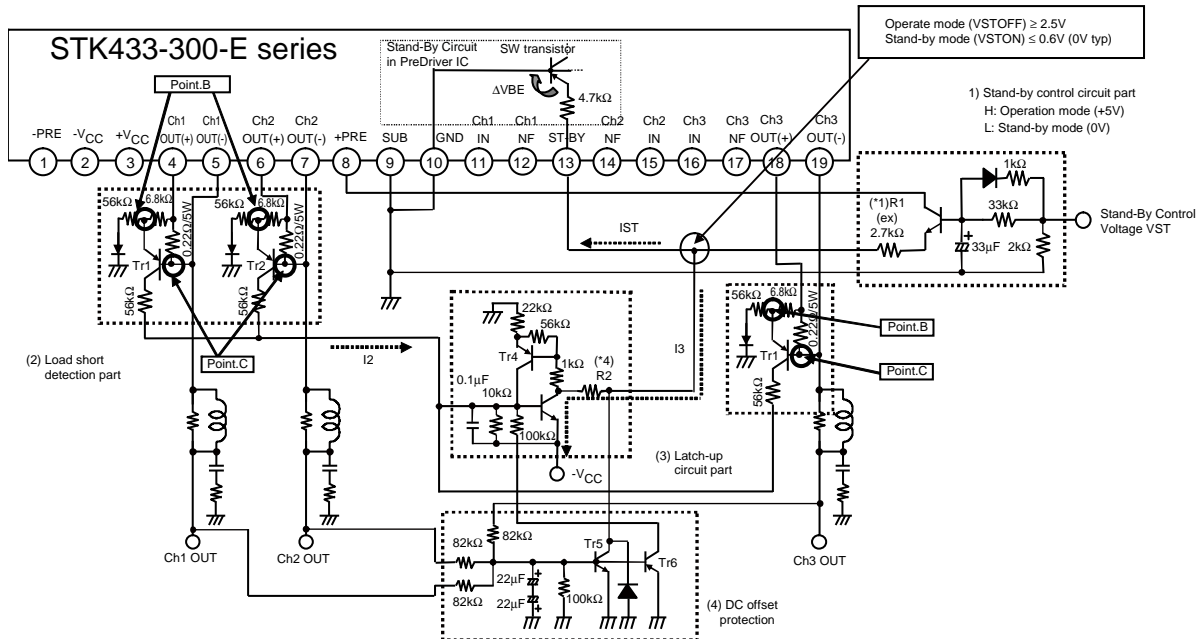 Operate mode (VSTOFF) ≥ 2.5V
Stand-by mode (VSTON) ≤ 0.6V (0V typ)
STK433-300-E series
Stand-By Circuit
in PreDriver IC
SW transistor
ΔVBE
4.7kΩ
Point.B
1) Stand-by control circuit part
H: Operation mode (+5V)
L: Stand-by mode (0V)
-PRE
-VCC
+VCC
Ch1 OUT(+)
Ch1 OUT(-)
Ch2 OUT(+)
Ch2 OUT(-)
+PRE
SUB
GND
Ch1 IN
Ch1 NF
ST-BY
Ch2 NF
Ch2 IN
Ch3 IN
Ch3 NF
Ch3 OUT(+)
Ch3 OUT(-)
1 2 3 4 5 6 7 8 9 10 11 12 13 14 15 16 17 18 19
56kΩ
6.8kΩ
0.22Ω/5W
Tr1
56kΩ
56kΩ
6.8kΩ
0.22Ω/5W
Tr2
56kΩ
Point.C
(2) Load short
detection part
I2
IST
(*1)R1
(ex)
2.7kΩ
1kΩ
33kΩ
33µF
2kΩ
Stand-By Control
Voltage VST
22kΩ
56kΩ
Tr4
1kΩ
(*4)
R2
0.1µF
10kΩ
100kΩ
I3
-VCC
(3) Latch-up
circuit part
56kΩ
6.8kΩ
0.22Ω/5W
Tr1
56kΩ
Point.B
Point.C
Ch1 OUT
Ch2 OUT
Ch3 OUT
82kΩ
82kΩ
82kΩ
22µF
22µF
100kΩ
Tr5
Tr6
(4) DC offset
protection